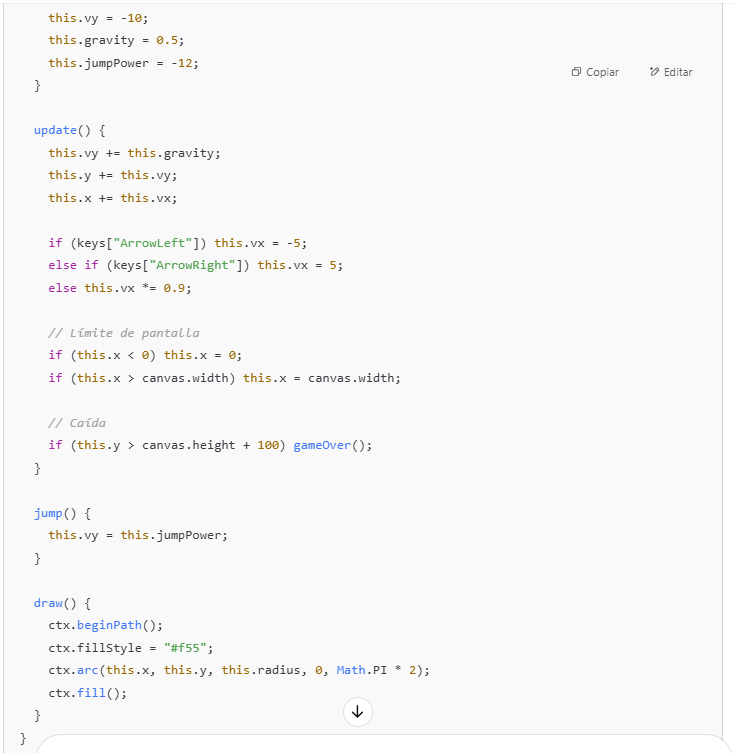 this.vy = -10;
this.gravity = 0.5;
this.jumpPower = -12;
Copiar
Editar
}
update() {
this.vy += this.gravity;
this.y += this.vy;
this.x += this.vx;
if (keys["ArrowLeft"]) this.vx = -5;
else if (keys["ArrowRight"]) this.vx = 5;
else this.vx *= 0.9;
// Límite de pantalla
if (this.x < 0) this.x = 0;
if (this.x > canvas.width) this.x = canvas.width;
// Caída
if (this.y > canvas.height + 100) gameOver();
}
jump() {
this.vy = this.jumpPower;
}
draw() {
ctx.beginPath();
ctx.fillStyle = "#f55";
ctx.arc(this.x, this.y, this.radius, 0, Math.PI * 2);
ctx.fill();
}
}